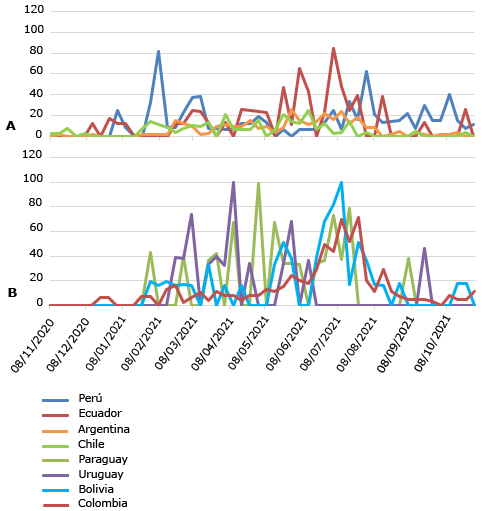 120
100
80
60
40
20
A
0
120
100
80
60
40
20
B
0
08/11/2020
08/12/2020
08/01/2021
08/02/2021
08/03/2021
08/04/2021
08/05/2021
08/06/2021
08/07/2021
08/08/2021
08/09/2021
08/10/2021
Perú
Ecuador
Argentina
Chile
Paraguay
Uruguay
Bolivia
Colombia